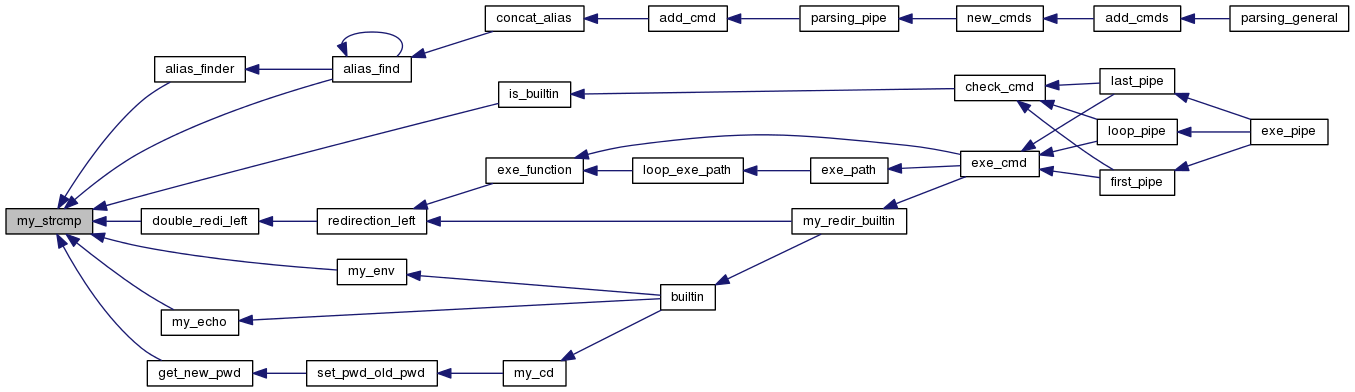 concat_alias add_cmd parsing_pipe new_cmds add_cmds parsing_general
alias_finder alias_find
last_pipe
is_builtin check_cmd
loop_pipe exe_pipe
exe_function loop_exe_path exe_path exe_cmd
first_pipe
my_strcmp double_redi_left redirection_left my_redir_builtin
my_env
builtin
my_echo
get_new_pwd set_pwd_old_pwd my_cd